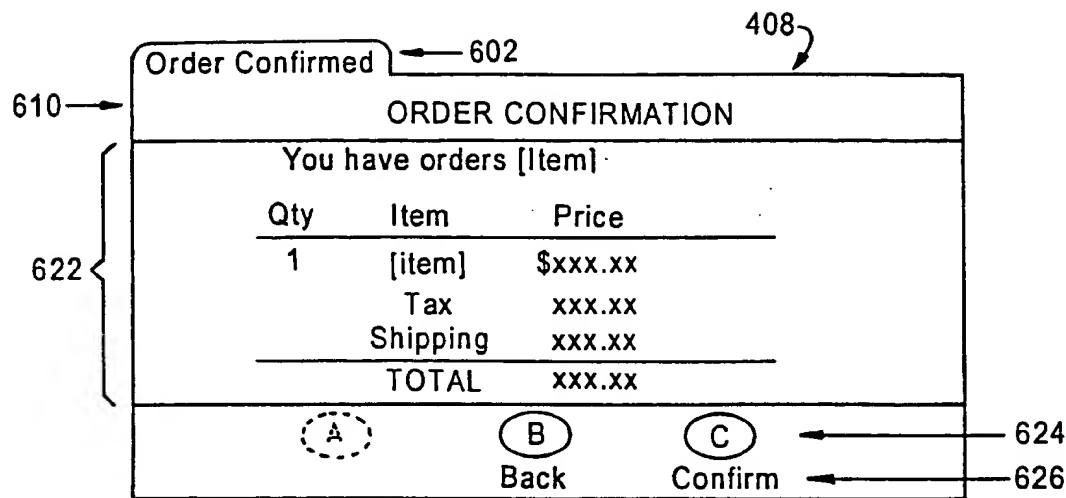 408
Order Confirmed 602
610 ORDER CONFIRMATION
You have orders [Item]
Qty Item Price
622
1 [item] $xxx.xx
Tax xxx.xx
Shipping xxx.xx
TOTAL xxx.xx
A B C 624
Back Confirm 626